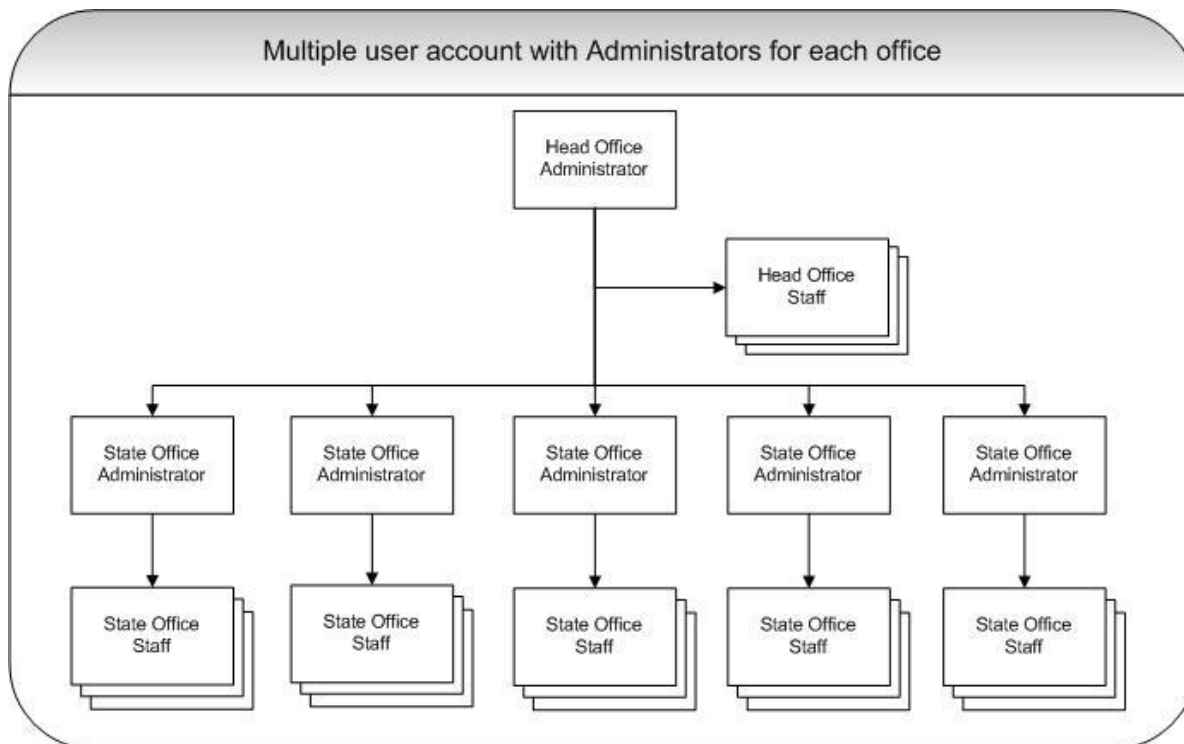 Multiple user account with Administrators for each office
Head Office
Administrator
Head Office
Staff
State Office
Administrator
State Office
Administrator
State Office
Administrator
State Office
Administrator
State Office
Administrator
State Office
Staff
State Office
Staff
State Office
Staff
State Office
Staff
State Office
Staff